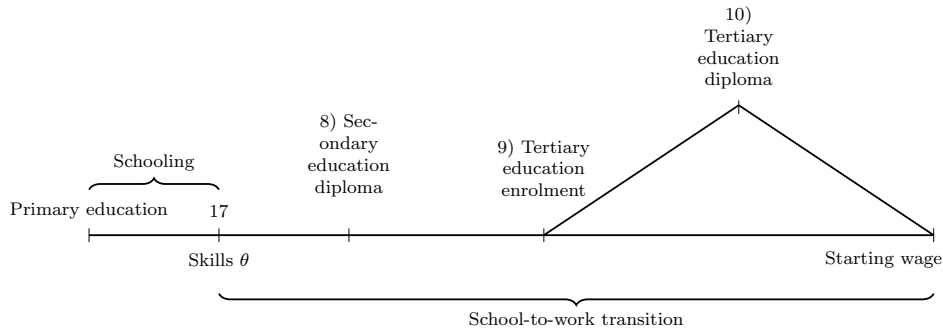 10)
Tertiary
education
diploma
8) Sec-
ondary
education
diploma
9) Tertiary
education
enrolment
Schooling
Primary education
17
Skills θ
Starting wage
School-to-work transition